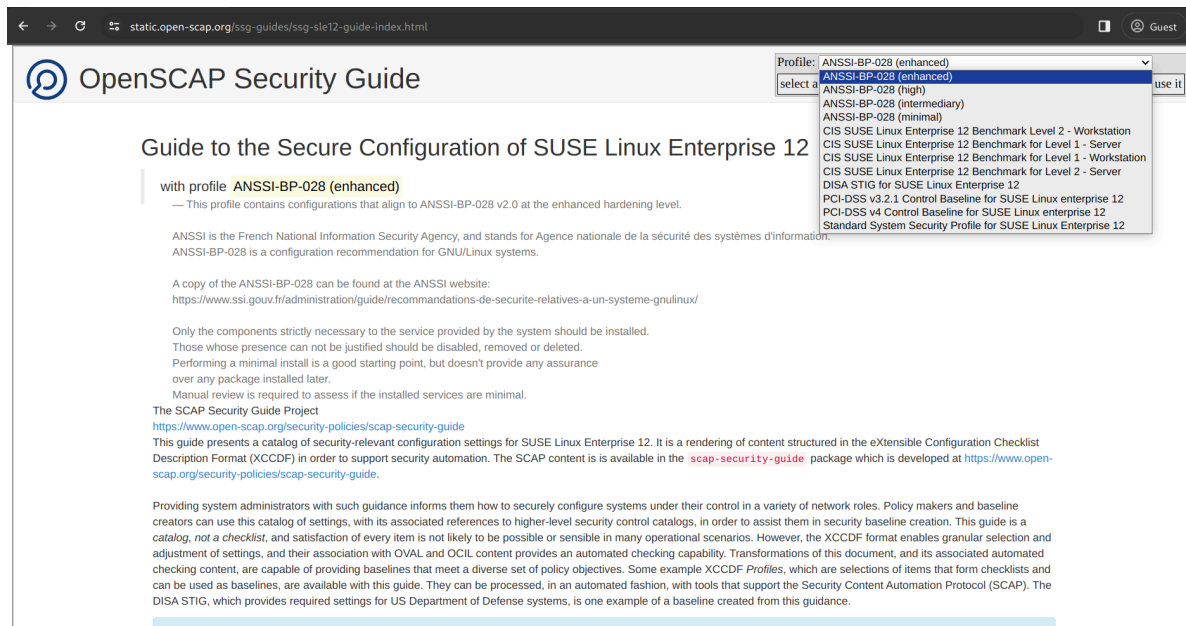 static.open-scap.org/ssg-guides/ssg-sle12-guide-index.html
Guest
OpenSCAP Security Guide
Profile: ANSSI-BP-028 (enhanced)
select a
use it
ANSSI-BP-028 (enhanced)
ANSSI-BP-028 (high)
ANSSI-BP-028 (intermediary)
ANSSI-BP-028 (minimal)
CIS SUSE Linux Enterprise 12 Benchmark Level 2 - Workstation
CIS SUSE Linux Enterprise 12 Benchmark for Level 1 - Server
CIS SUSE Linux Enterprise 12 Benchmark for Level 1 - Workstation
CIS SUSE Linux Enterprise 12 Benchmark for Level 2 - Server
DISA STIG for SUSE Linux Enterprise 12
PCI-DSS v3.2.1 Control Baseline for SUSE Linux enterprise 12
PCI-DSS v4 Control Baseline for SUSE Linux enterprise 12
Standard System Security Profile for SUSE Linux Enterprise 12
Guide to the Secure Configuration of SUSE Linux Enterprise 12
with profile ANSSI-BP-028 (enhanced)
— This profile contains configurations that align to ANSSI-BP-028 v2.0 at the enhanced hardening level.
ANSSI is the French National Information Security Agency, and stands for Agence nationale de la sécurité des systèmes d'information.
ANSSI-BP-028 is a configuration recommendation for GNU/Linux systems.
A copy of the ANSSI-BP-028 can be found at the ANSSI website:
https://www.ssi.gouv.fr/administration/guide/recommandations-de-securite-relatives-a-un-systeme-gnulinux/
Only the components strictly necessary to the service provided by the system should be installed.
Those whose presence can not be justified should be disabled, removed or deleted.
Performing a minimal install is a good starting point, but doesn't provide any assurance
over any package installed later.
Manual review is required to assess if the installed services are minimal.
The SCAP Security Guide Project
https://www.open-scap.org/security-policies/scap-security-guide
This guide presents a catalog of security-relevant configuration settings for SUSE Linux Enterprise 12. It is a rendering of content structured in the eXtensible Configuration Checklist
Description Format (XCCDF) in order to support security automation. The SCAP content is is available in the scap-security-guide package which is developed at https://www.open-
scap.org/security-policies/scap-security-guide.
Providing system administrators with such guidance informs them how to securely configure systems under their control in a variety of network roles. Policy makers and baseline
creators can use this catalog of settings, with its associated references to higher-level security control catalogs, in order to assist them in security baseline creation. This guide is a
catalog, not a checklist, and satisfaction of every item is not likely to be possible or sensible in many operational scenarios. However, the XCCDF format enables granular selection and
adjustment of settings, and their association with OVAL and OCIL content provides an automated checking capability. Transformations of this document, and its associated automated
checking content, are capable of providing baselines that meet a diverse set of policy objectives. Some example XCCDF Profiles, which are selections of items that form checklists and
can be used as baselines, are available with this guide. They can be processed, in an automated fashion, with tools that support the Security Content Automation Protocol (SCAP). The
DISA STIG, which provides required settings for US Department of Defense systems, is one example of a baseline created from this guidance.